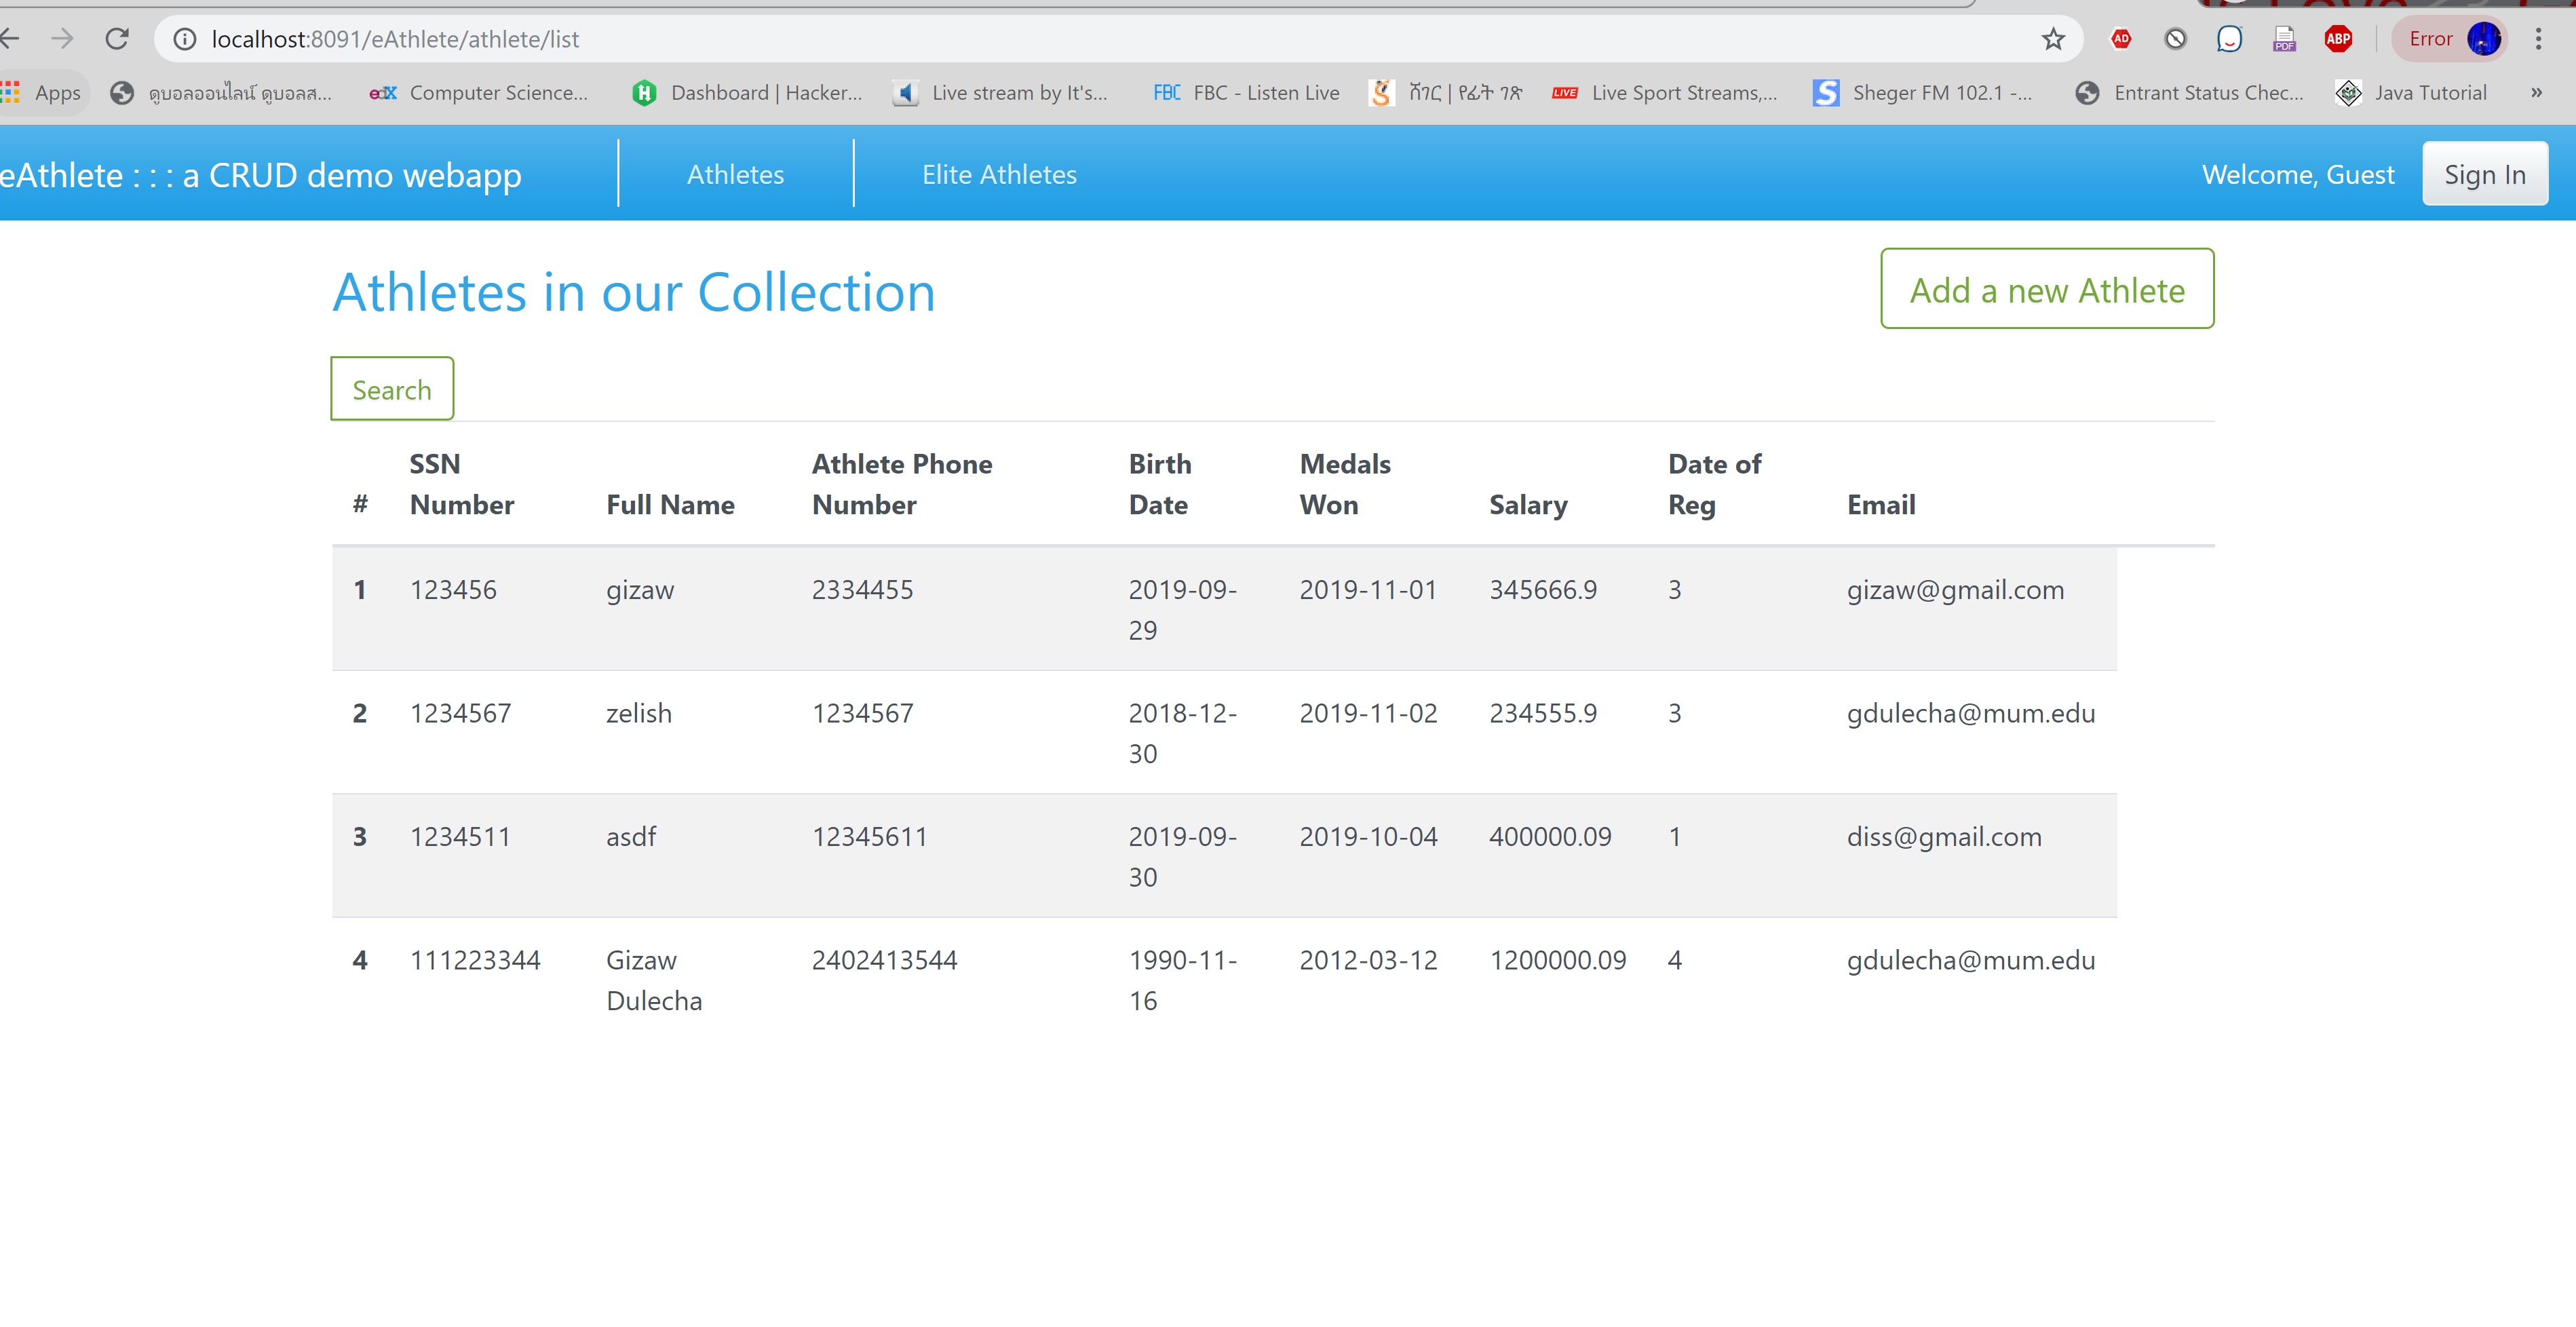 localhost:8091/eAthlete/athlete/list
AD
PDF
ABP
Error
Apps
ดูบอลออนไลน์ ดูบอลส...
edX Computer Science...
H Dashboard | Hacker...
Live stream by It's...
FBC FBC - Listen Live
ሸገር | የፊት ገጽ
LIVE Live Sport Streams,...
S Sheger FM 102.1 -...
Entrant Status Chec...
Java Tutorial
»
eAthlete : : : a CRUD demo webapp
Athletes
Elite Athletes
Welcome, Guest
Sign In
Athletes in our Collection
Add a new Athlete
Search
# SSN Number Full Name Athlete Phone Number Birth Date Medals Won Salary Date of Reg Email
1 123456 gizaw 2334455 2019-09-29 2019-11-01 345666.9 3 gizaw@gmail.com
2 1234567 zelish 1234567 2018-12-30 2019-11-02 234555.9 3 gdulecha@mum.edu
3 1234511 asdf 12345611 2019-09-30 2019-10-04 400000.09 1 diss@gmail.com
4 111223344 Gizaw Dulecha 2402413544 1990-11-16 2012-03-12 1200000.09 4 gdulecha@mum.edu